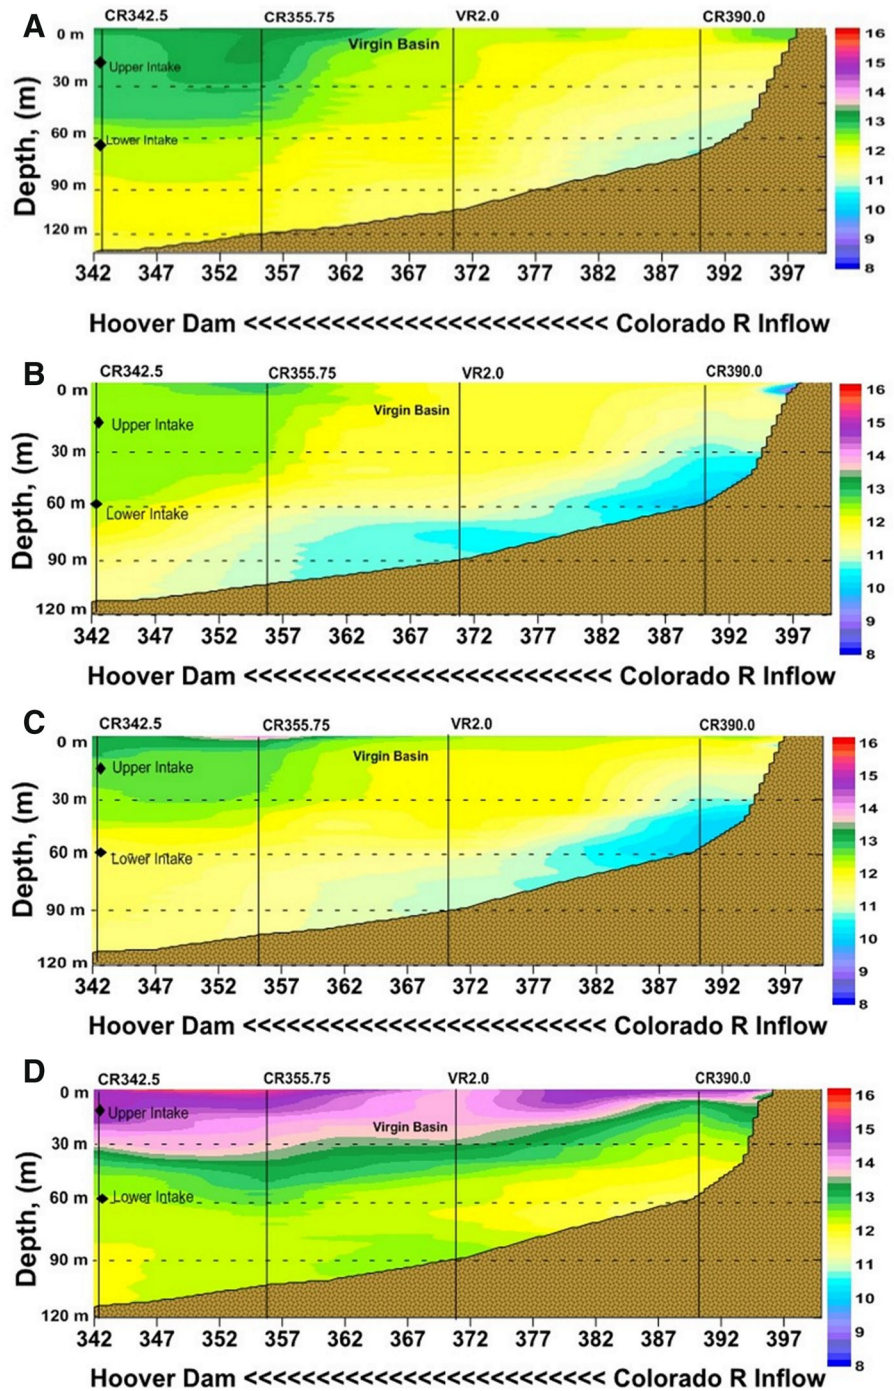 A
CR342.5 CR355.75 VR2.0 CR390.0
Virgin Basin
Upper Intake
Lower Intake
Depth, (m)
0 m
30 m
60 m
90 m
120 m
342 347 352 357 362 367 372 377 382 387 392 397
16
15
14
13
12
11
10
9
8
Hoover Dam <<<<<<<<<<<<<<<<<<<<<<<<<< Colorado R Inflow
B
CR342.5 CR355.75 VR2.0 CR390.0
Virgin Basin
Upper Intake
Lower Intake
Depth, (m)
0 m
30 m
60 m
90 m
120 m
342 347 352 357 362 367 372 377 382 387 392 397
16
15
14
13
12
11
10
9
8
Hoover Dam <<<<<<<<<<<<<<<<<<<<<<<<<< Colorado R Inflow
C
CR342.5 CR355.75 VR2.0 CR390.0
Virgin Basin
Upper Intake
Lower Intake
Depth, (m)
0 m
30 m
60 m
90 m
120 m
342 347 352 357 362 367 372 377 382 387 392 397
16
15
14
13
12
11
10
9
8
Hoover Dam <<<<<<<<<<<<<<<<<<<<<<<<<< Colorado R Inflow
D
CR342.5 CR355.75 VR2.0 CR390.0
Upper Intake
Virgin Basin
Lower Intake
Depth, (m)
0 m
30 m
60 m
90 m
120 m
342 347 352 357 362 367 372 377 382 387 392 397
16
15
14
13
12
11
10
9
8
Hoover Dam <<<<<<<<<<<<<<<<<<<<<<<<<< Colorado R Inflow